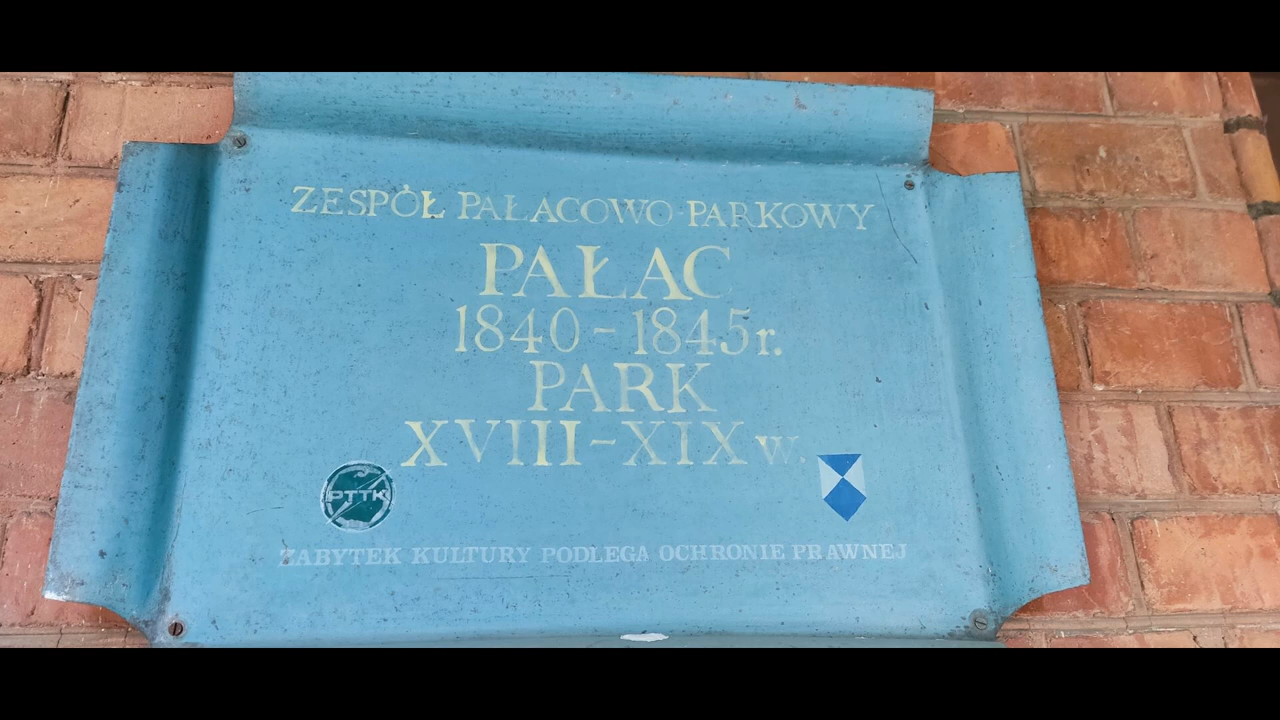 ZESPÓŁ PAŁACOWO-PARKOWY
PAŁAC
1840-1845r.
PARK
XVIII-XIX w.
PTTK
ZABYTEK KULTURY PODLEGA OCHRONIE PRAWNEJ